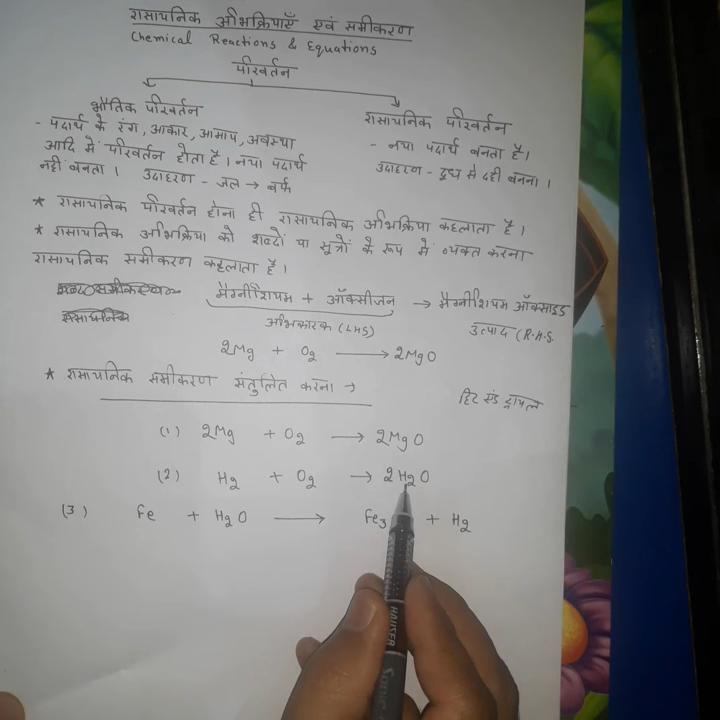 रासायनिक अभिक्रियाएँ एवं समीकरण
Chemical Reactions & Equations
परिवर्तन
भौतिक परिवर्तन
- पदार्थ के रंग, आकार, आमाप, अवस्था
आदि में परिवर्तन होता है। नया पदार्थ
नहीं बनता। उदाहरण - जल → बर्फ
रासायनिक परिवर्तन
- नया पदार्थ बनता है।
उदाहरण - दूध से दही बनना।
* रासायनिक परिवर्तन होना ही रासायनिक अभिक्रिया कहलाता है।
* रासायनिक अभिक्रिया को शब्दों या सूत्रों के रूप में व्यक्त करना
रासायनिक समीकरण कहलाता है।
मैग्नीशियम + ऑक्सीजन → मैग्नीशियम ऑक्साइड
अभिकारक (LHS) उत्पाद (R.H.S.
2Mg + O2 → 2MgO
* रासायनिक समीकरण संतुलित करना →
हिट एंड ट्रायल
(1) 2Mg + O2 → 2MgO
(2) H2 + O2 → 2H2O
(3) Fe + H2O → Fe3 + H2
HAUSER
Sonic